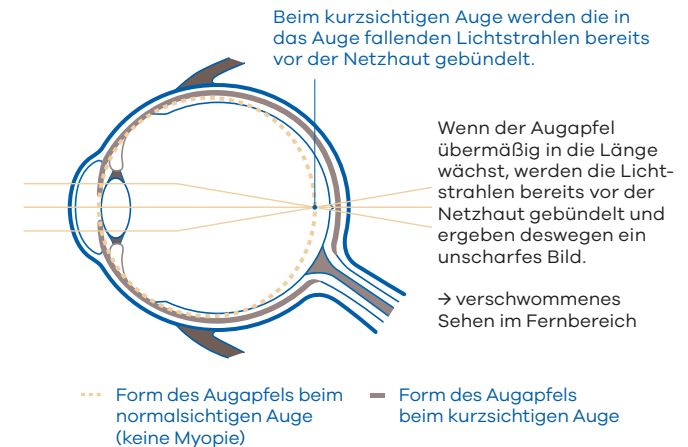 Beim kurzsichtigen Auge werden die in
das Auge fallenden Lichtstrahlen bereits
vor der Netzhaut gebündelt.
Wenn der Augapfel
übermäßig in die Länge
wächst, werden die Licht-
strahlen bereits vor der
Netzhaut gebündelt und
ergeben deswegen ein
unscharfes Bild.
→ verschwommenes
Sehen im Fernbereich
Form des Augapfels beim
normalsichtigen Auge
(keine Myopie)
Form des Augapfels
beim kurzsichtigen Auge